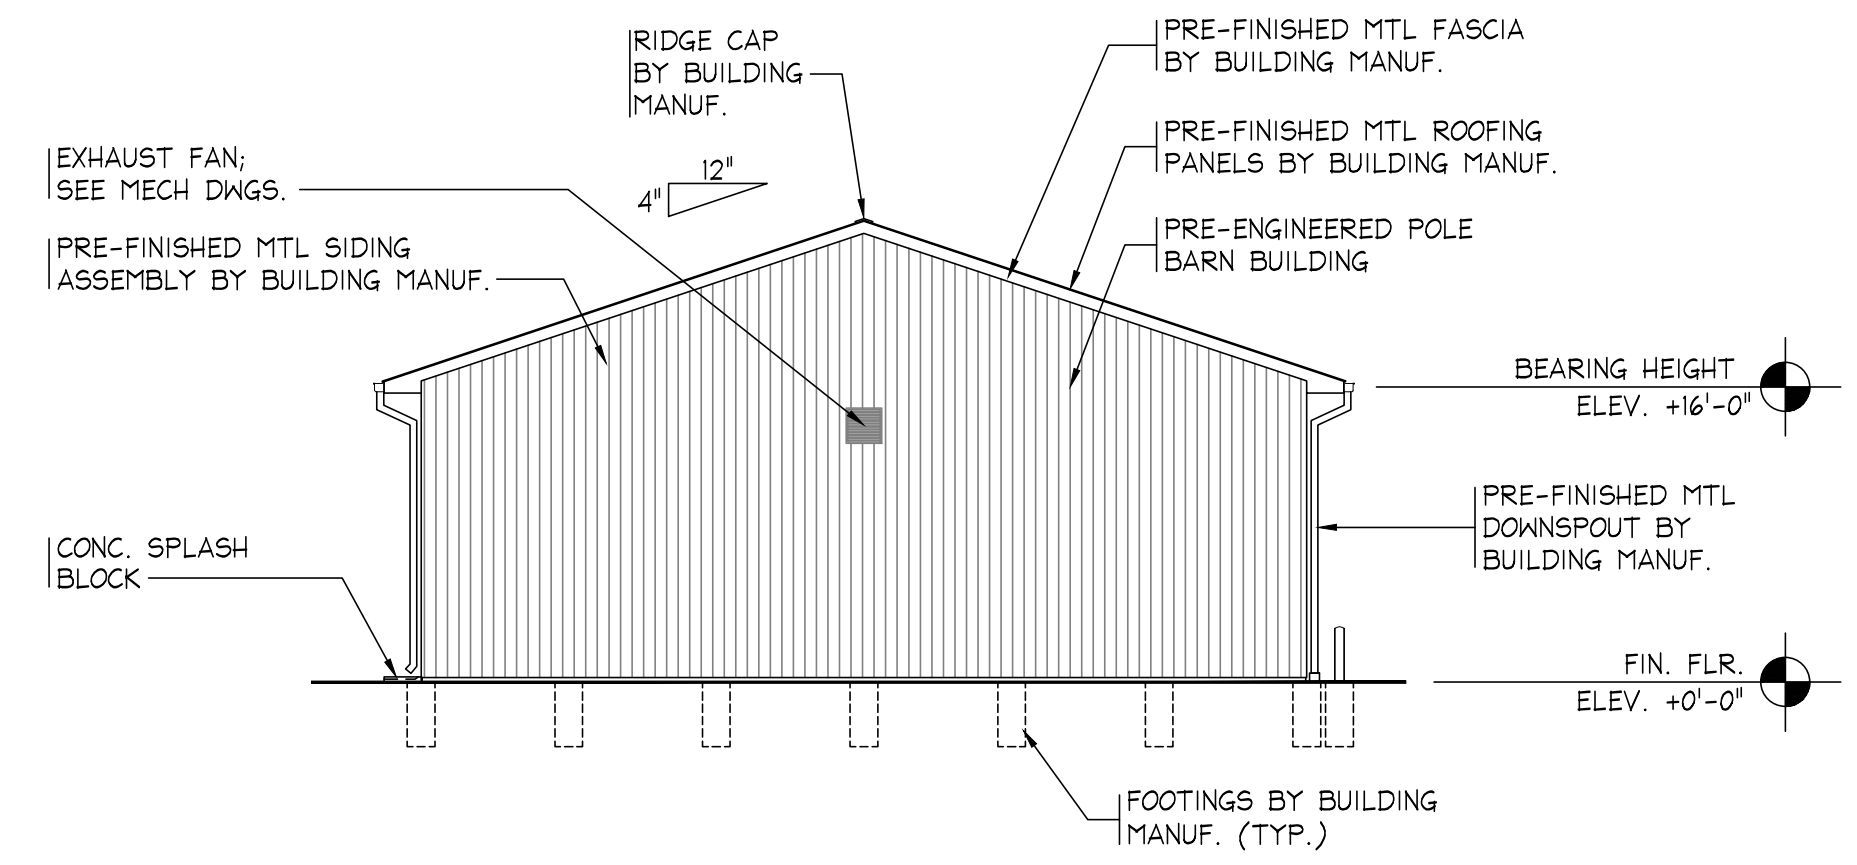 RIDGE CAP
BY BUILDING
MANUF.
PRE-FINISHED MTL FASCIA
BY BUILDING MANUF.
PRE-FINISHED MTL ROOFING
PANELS BY BUILDING MANUF.
EXHAUST FAN;
SEE MECH DWGS.
12"
4"
PRE-ENGINEERED POLE
BARN BUILDING
PRE-FINISHED MTL SIDING
ASSEMBLY BY BUILDING MANUF.
BEARING HEIGHT
ELEV. +16'-0"
PRE-FINISHED MTL
DOWNSPOUT BY
BUILDING MANUF.
CONC. SPLASH
BLOCK
FIN. FLR.
ELEV. +0'-0"
FOOTINGS BY BUILDING
MANUF. (TYP.)